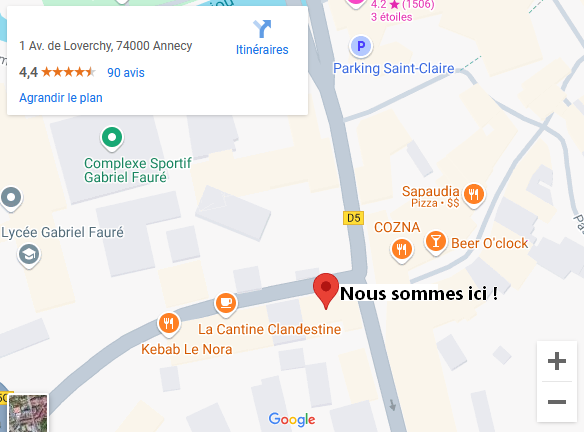 4,2 ★ (1506)
3 étoiles
1 Av. de Loverchy, 74000 Annecy
Itinéraires
4,4 ★★★★★ 90 avis
Agrandir le plan
P
Parking Saint-Claire
Complexe Sportif
Gabriel Fauré
Sapaudia
Pizza • $$
Lycée Gabriel Fauré
D5
COZNA
Beer O'clock
Nous sommes ici !
La Cantine Clandestine
Kebab Le Nora
Google